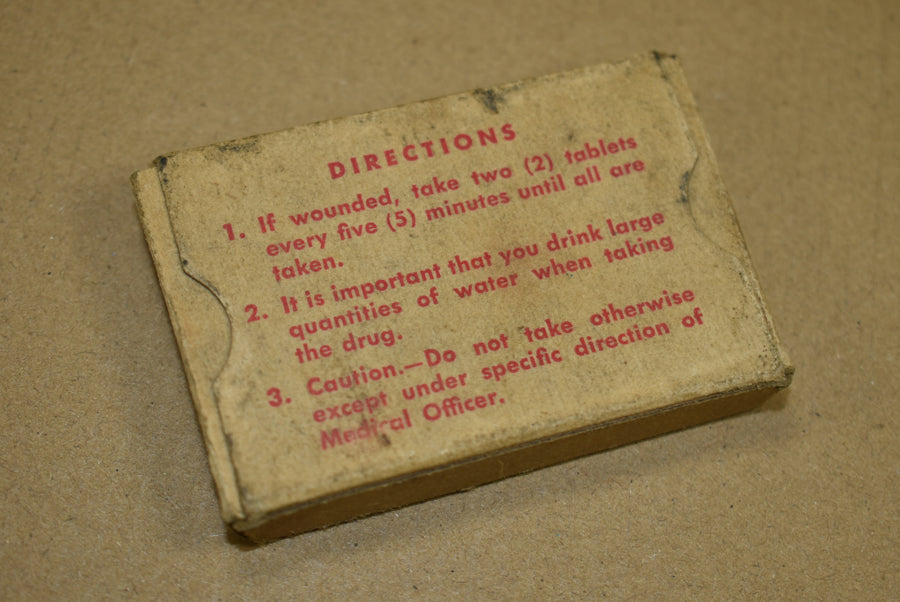 DIRECTIONS
1. If wounded, take two (2) tablets
every five (5) minutes until all are
taken.
2. It is important that you drink large
quantities of water when taking
the drug.
3. Caution.—Do not take otherwise
except under specific direction of
Medical Officer.